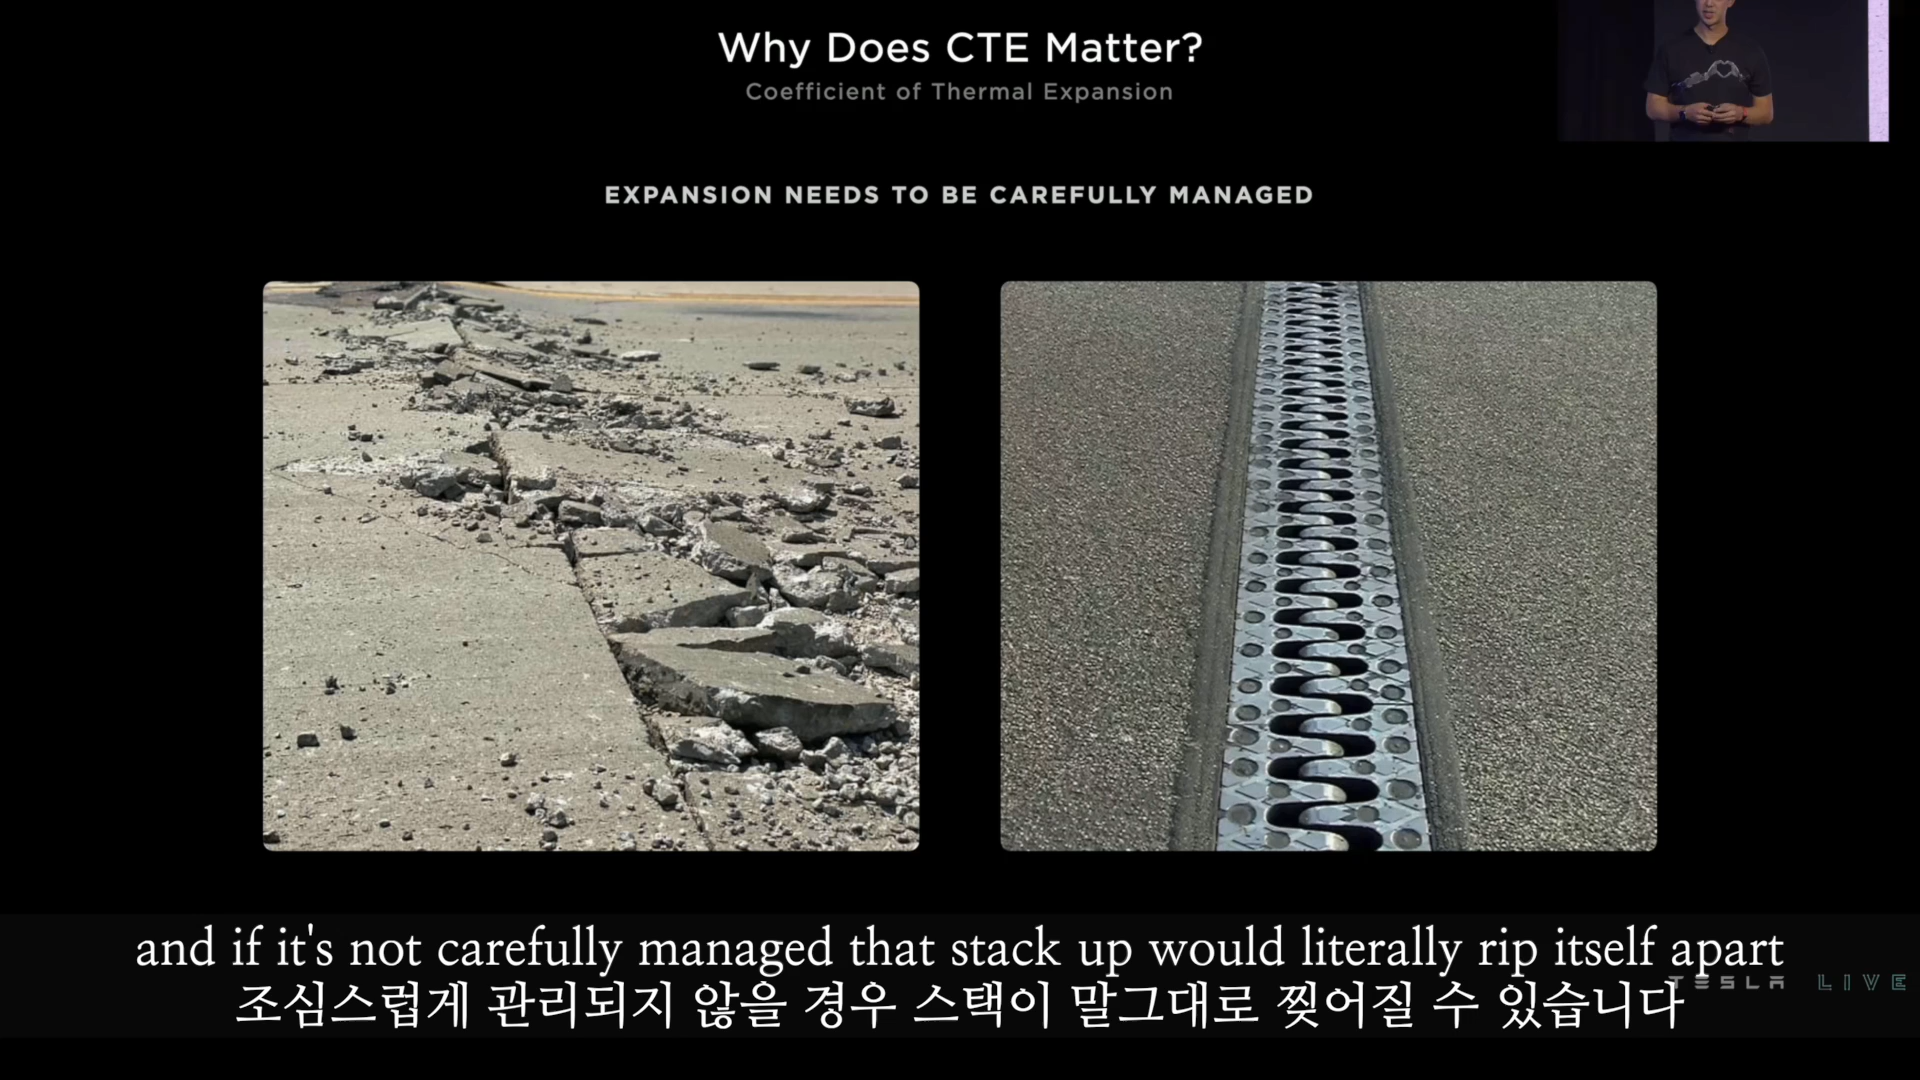 Why Does CTE Matter?
Coefficient of Thermal Expansion
EXPANSION NEEDS TO BE CAREFULLY MANAGED
and if it's not carefully managed that stack up would literally rip itself apart
TESLA LIVE
조심스럽게 관리되지 않을 경우 스택이 말그대로 찢어질 수 있습니다